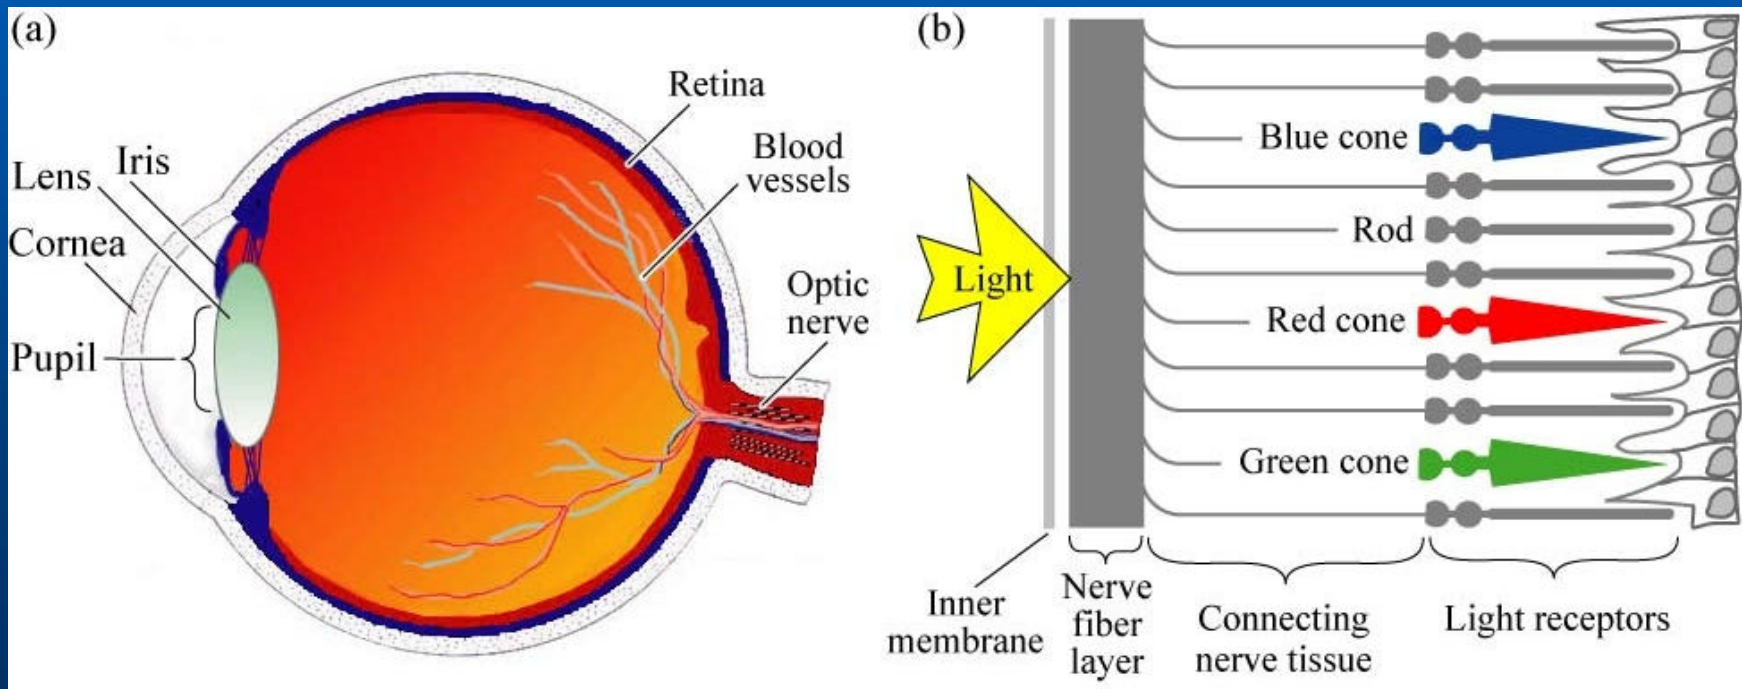 (a)
Retina
Blood
vessels
Iris
Lens
Cornea
Optic
nerve
Pupil
(b)
Blue cone
Rod
Light
Red cone
Green cone
Inner
membrane
Nerve
fiber
layer
Connecting
nerve tissue
Light receptors